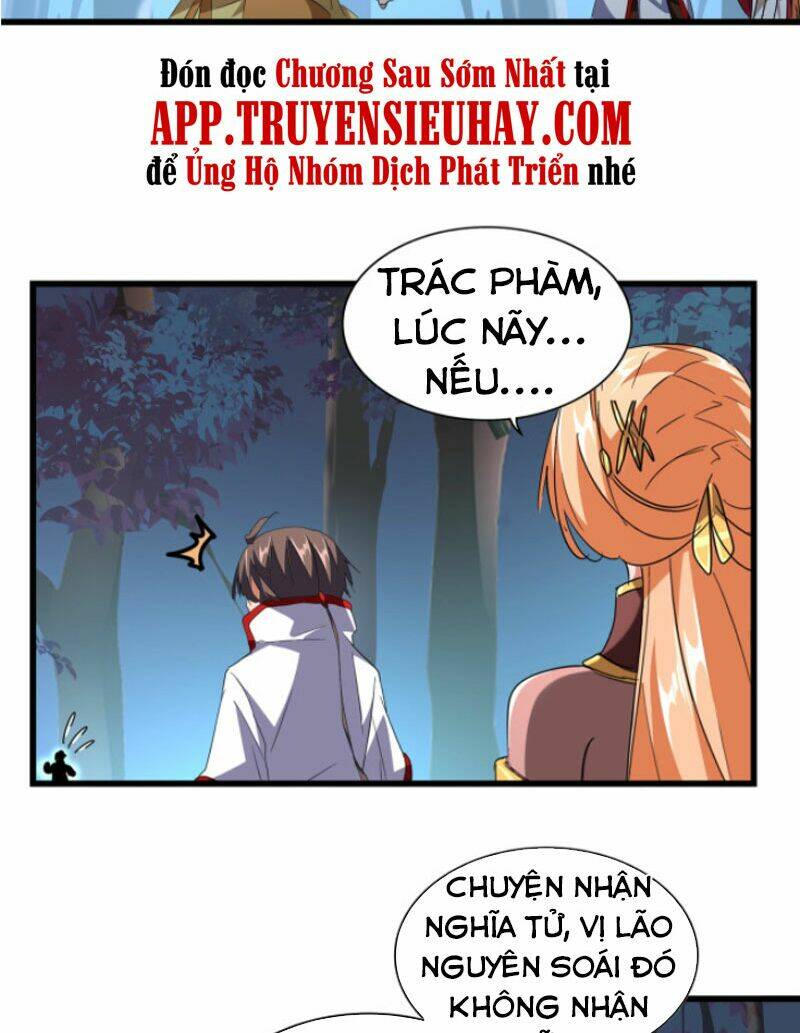 Đón đọc Chương Sau Sớm Nhất tại
APP.TRUYENSIEUHAY.COM
để Ủng Hộ Nhóm Dịch Phát Triển nhé
TRÁC PHÀM,
LÚC NÃY...
NẾU....
CHUYỆN NHẬN
NGHĨA TỬ, VỊ LÃO
NGUYÊN SOÁI ĐÓ
KHÔNG NHẬN